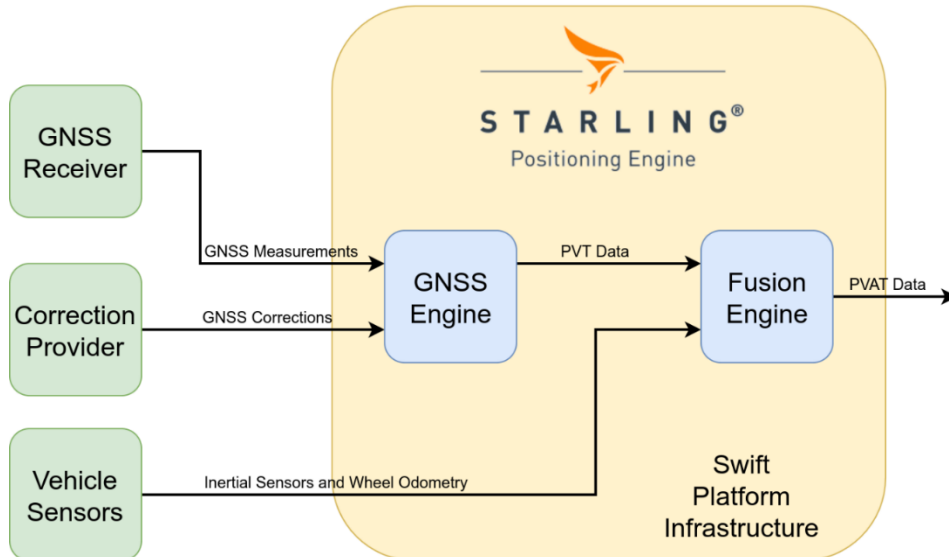 STARLING®
Positioning Engine
GNSS
Receiver
GNSS Measurements
Correction
Provider
GNSS Corrections
GNSS
Engine
PVT Data
Fusion
Engine
PVAT Data
Vehicle
Sensors
Inertial Sensors and Wheel Odometry
Swift
Platform
Infrastructure